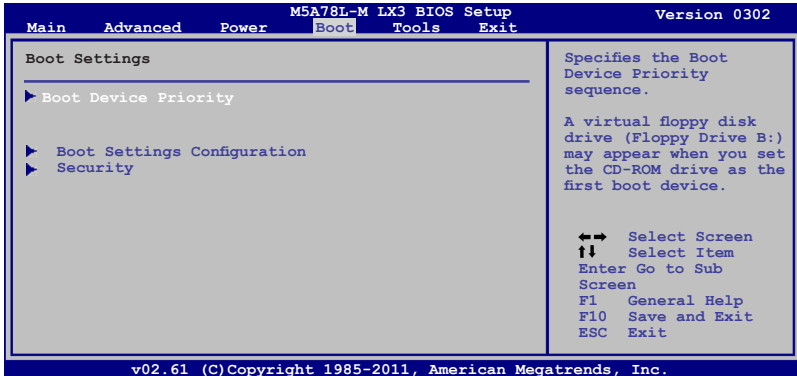 M5A78L-M LX3 BIOS Setup
Version 0302
Main Advanced Power Boot Tools Exit
Boot Settings
Boot Device Priority
Boot Settings Configuration
Security
Specifies the Boot
Device Priority
sequence.
A virtual floppy disk
drive (Floppy Drive B:)
may appear when you set
the CD-ROM drive as the
first boot device.
Select Screen
Select Item
Enter Go to Sub
Screen
F1 General Help
F10 Save and Exit
ESC Exit
v02.61 (C)Copyright 1985-2011, American Megatrends, Inc.